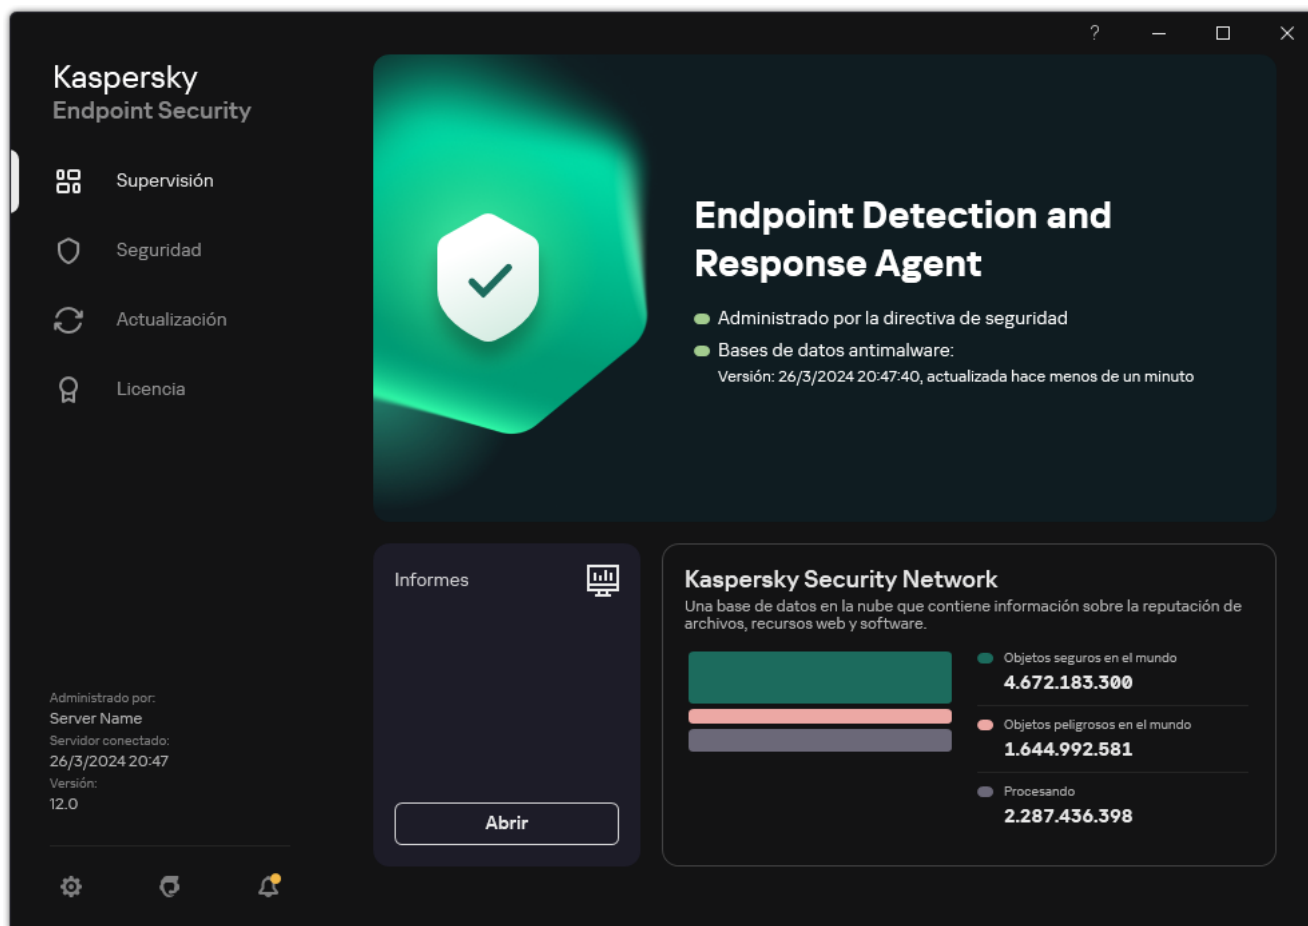 ?
Kaspersky
Endpoint Security
Supervisión
Seguridad
Actualización
Licencia
Administrado por:
Server Name
Servidor conectado:
26/3/2024 20:47
Versión:
12.0
Endpoint Detection and
Response Agent
Administrado por la directiva de seguridad
Bases de datos antimalware:
Versión: 26/3/2024 20:47:40, actualizada hace menos de un minuto
Informes
Abrir
Kaspersky Security Network
Una base de datos en la nube que contiene información sobre la reputación de
archivos, recursos web y software.
Objetos seguros en el mundo
4.672.183.300
Objetos peligrosos en el mundo
1.644.992.581
Procesando
2.287.436.398